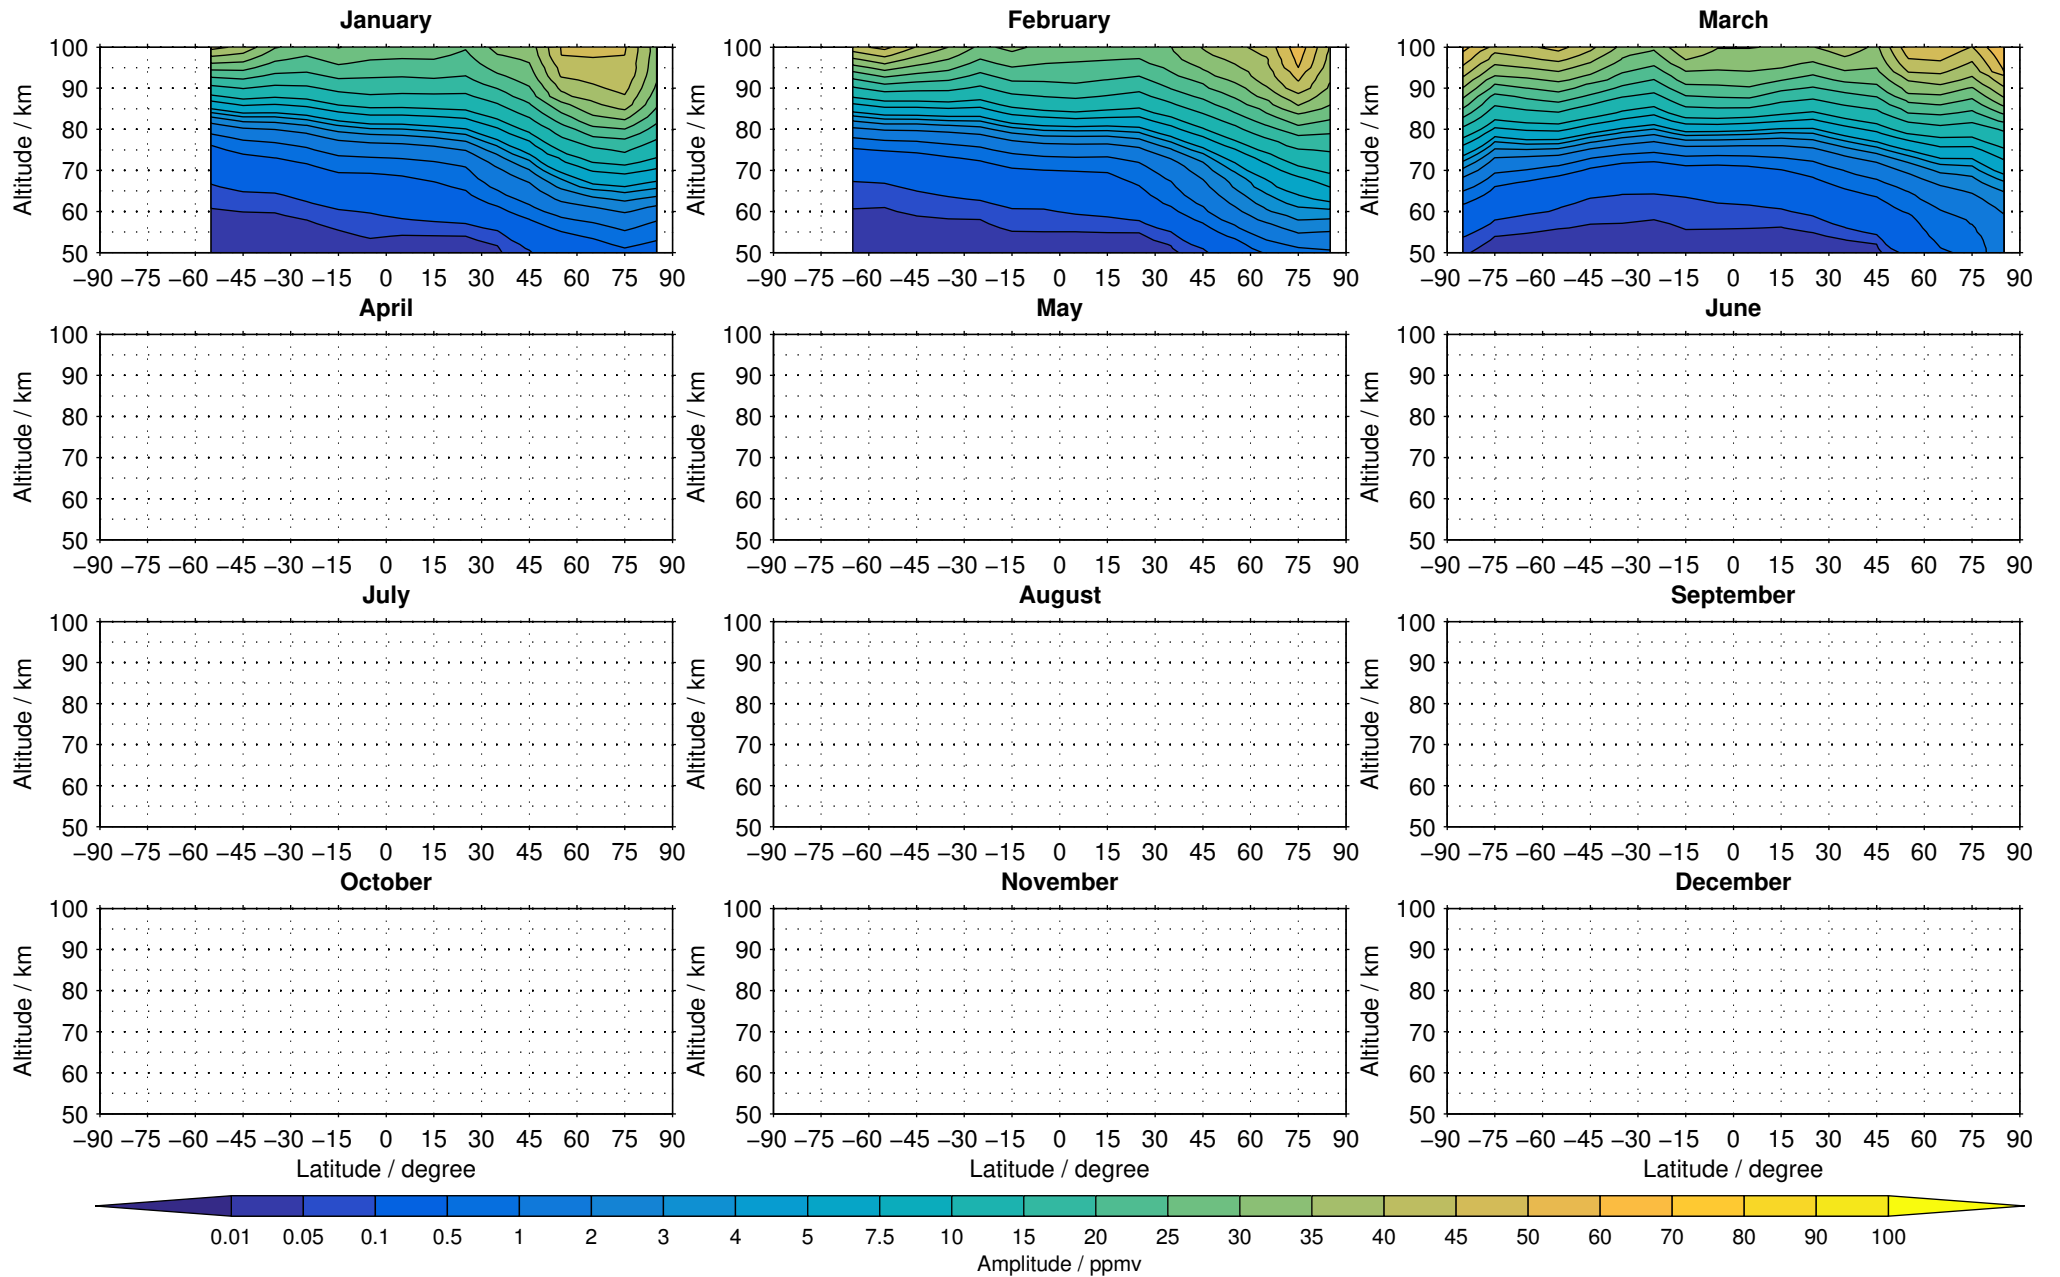 January February March
100 100 100
90 90 90
80 80 80
70 70 70
60 60 60
50 50 50
Altitude / km Altitude / km Altitude / km
−90 −75 −60 −45 −30 −15 0 15 30 45 60 75 90 −90 −75 −60 −45 −30 −15 0 15 30 45 60 75 90 −90 −75 −60 −45 −30 −15 0 15 30 45 60 75 90
April May June
100 100 100
90 90 90
80 80 80
70 70 70
60 60 60
50 50 50
Altitude / km Altitude / km Altitude / km
−90 −75 −60 −45 −30 −15 0 15 30 45 60 75 90 −90 −75 −60 −45 −30 −15 0 15 30 45 60 75 90 −90 −75 −60 −45 −30 −15 0 15 30 45 60 75 90
July August September
100 100 100
90 90 90
80 80 80
70 70 70
60 60 60
50 50 50
Altitude / km Altitude / km Altitude / km
−90 −75 −60 −45 −30 −15 0 15 30 45 60 75 90 −90 −75 −60 −45 −30 −15 0 15 30 45 60 75 90 −90 −75 −60 −45 −30 −15 0 15 30 45 60 75 90
October November December
100 100 100
90 90 90
80 80 80
70 70 70
60 60 60
50 50 50
Altitude / km Altitude / km Altitude / km
−90 −75 −60 −45 −30 −15 0 15 30 45 60 75 90 −90 −75 −60 −45 −30 −15 0 15 30 45 60 75 90 −90 −75 −60 −45 −30 −15 0 15 30 45 60 75 90
Latitude / degree Latitude / degree Latitude / degree
0.01 0.05 0.1 0.5 1 2 3 4 5 7.5 10 15 20 25 30 35 40 45 50 60 70 80 90 100
Amplitude / ppmv